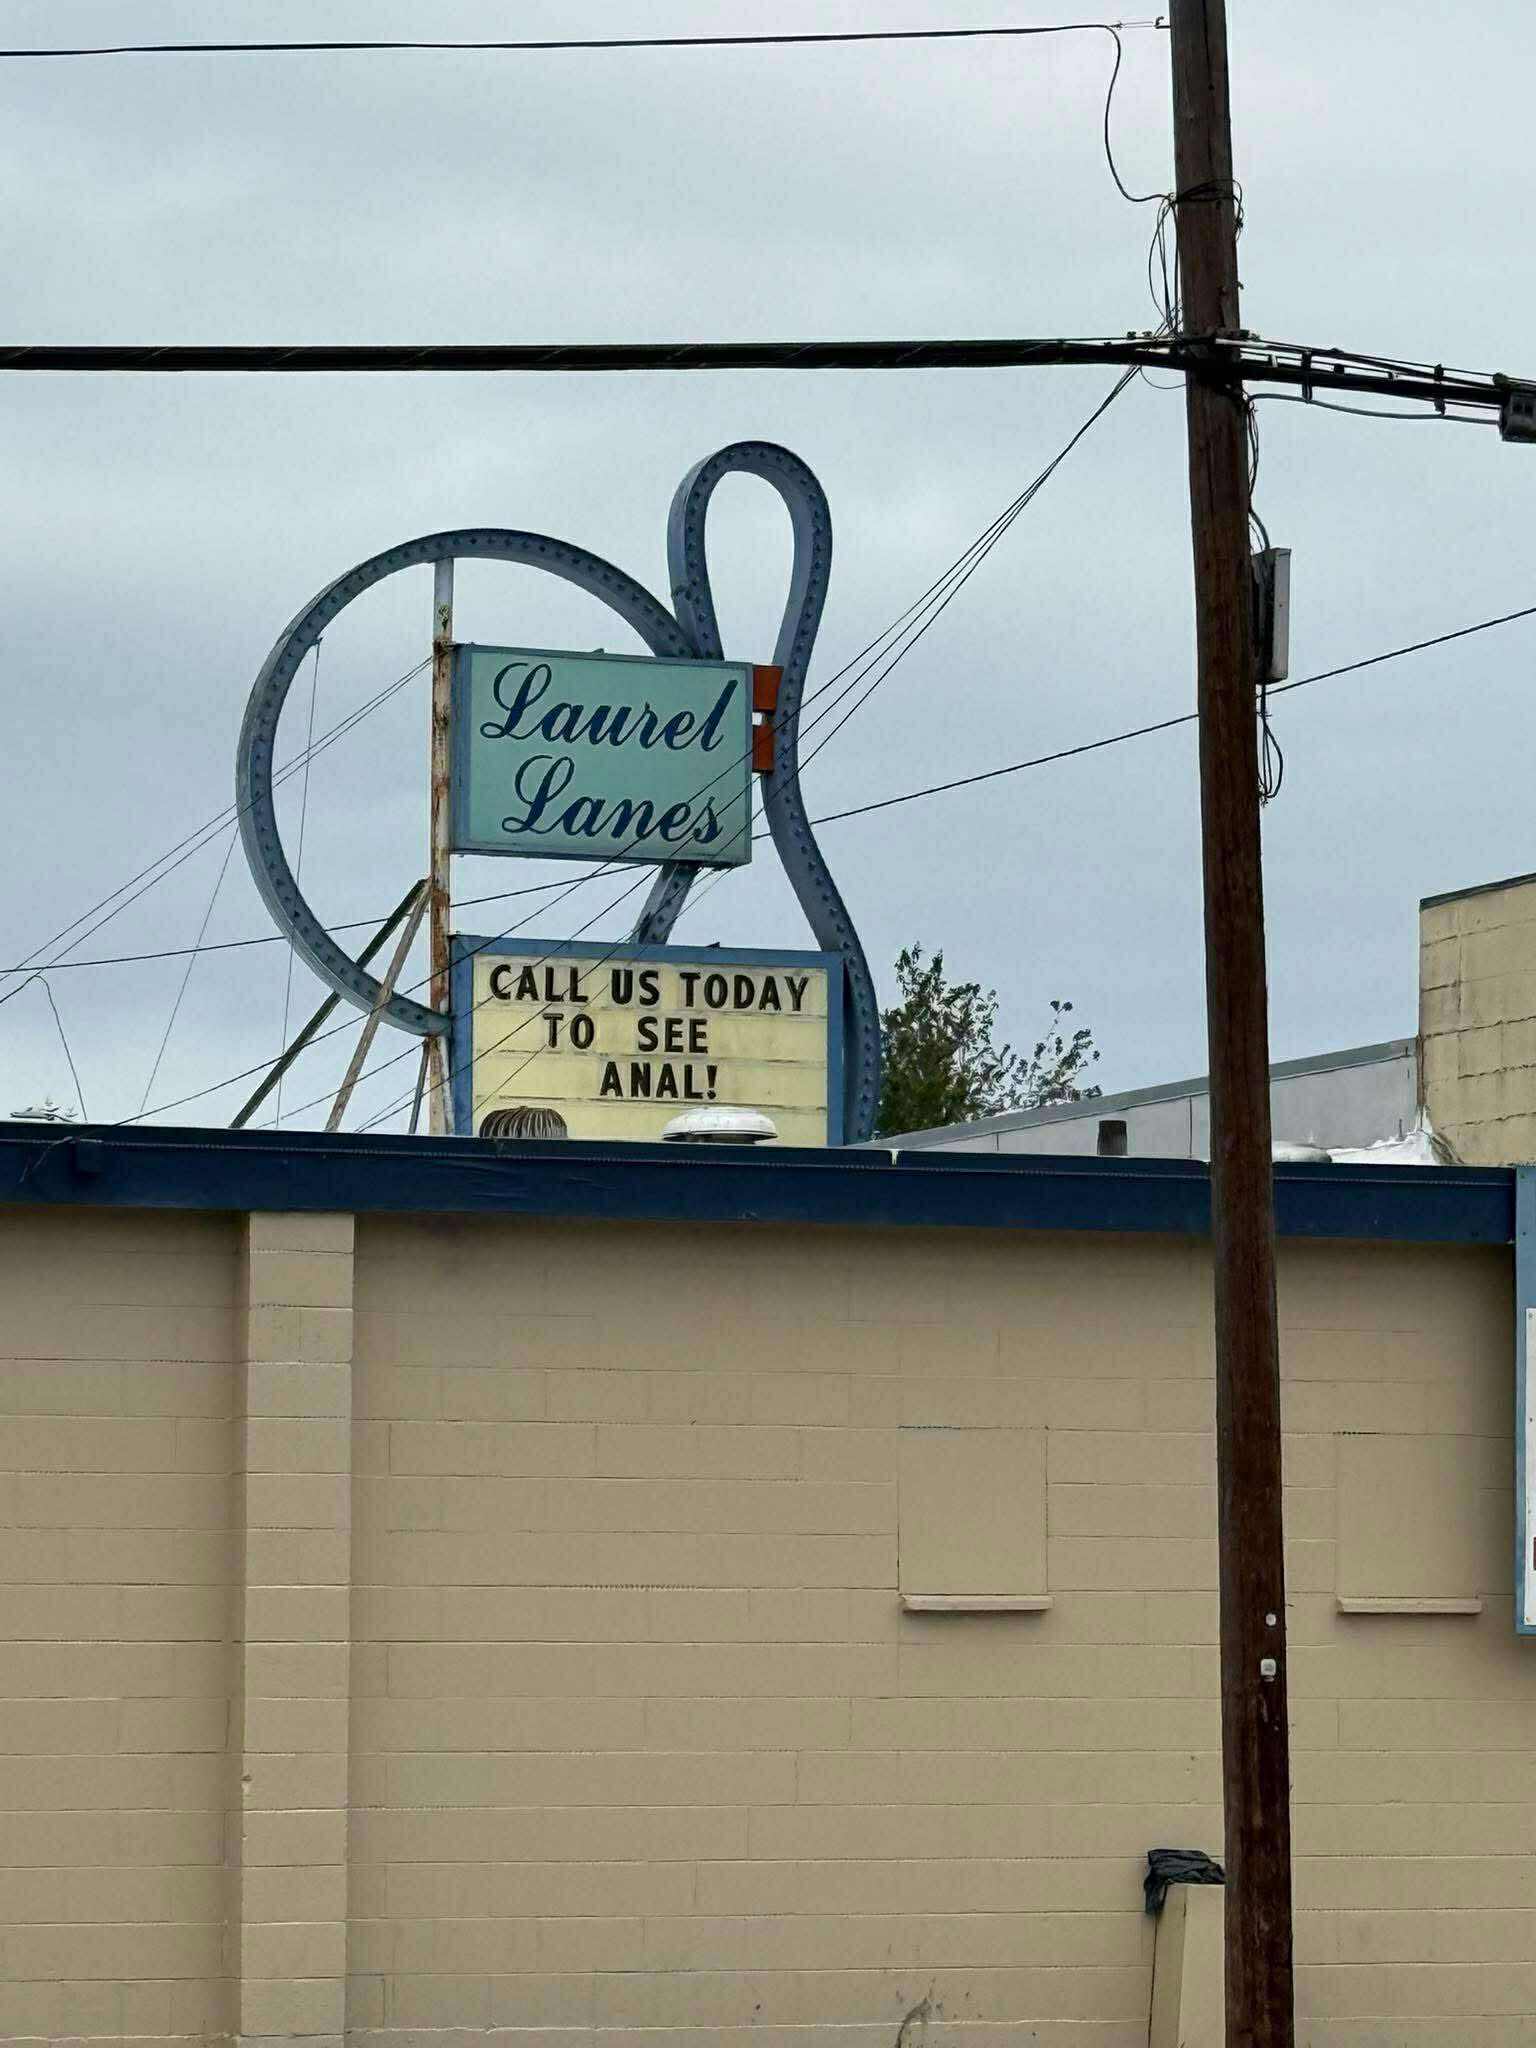 Laurel
Lanes
CALL US TODAY
TO SEE
ANAL!